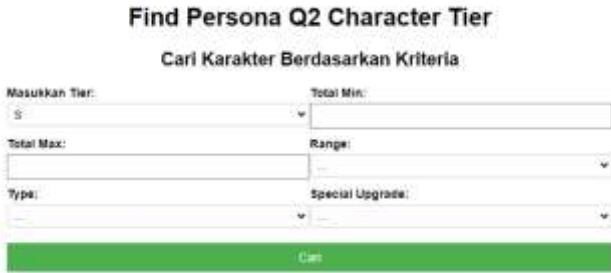 Find Persona Q2 Character Tier
Cari Karakter Berdasarkan Kriteria
Masukkan Tier: Total Min:
S
Total Max: Range:
...
Type: Special Upgrade:
... ...
Cari